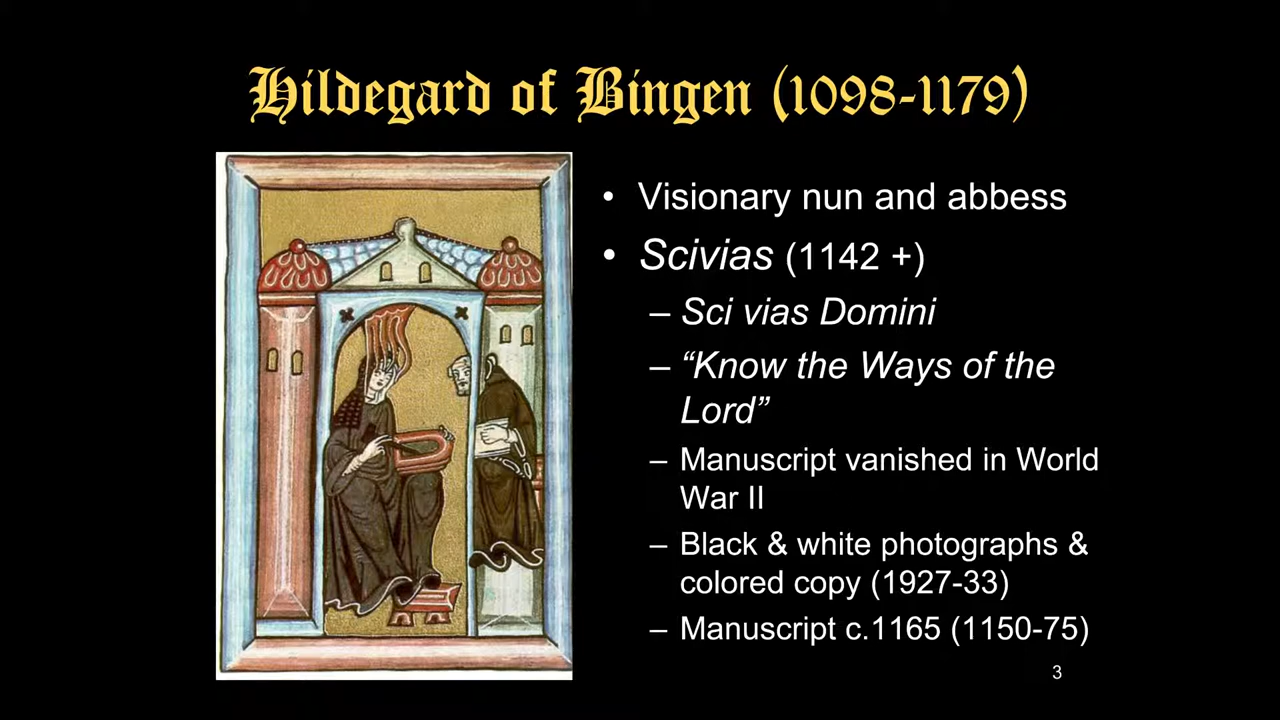 Hildegard of Bingen (1098-1179)
• Visionary nun and abbess
• Scivias (1142 +)
– Sci vias Domini
– “Know the Ways of the
Lord”
– Manuscript vanished in World
War II
– Black & white photographs &
colored copy (1927-33)
– Manuscript c.1165 (1150-75)
3